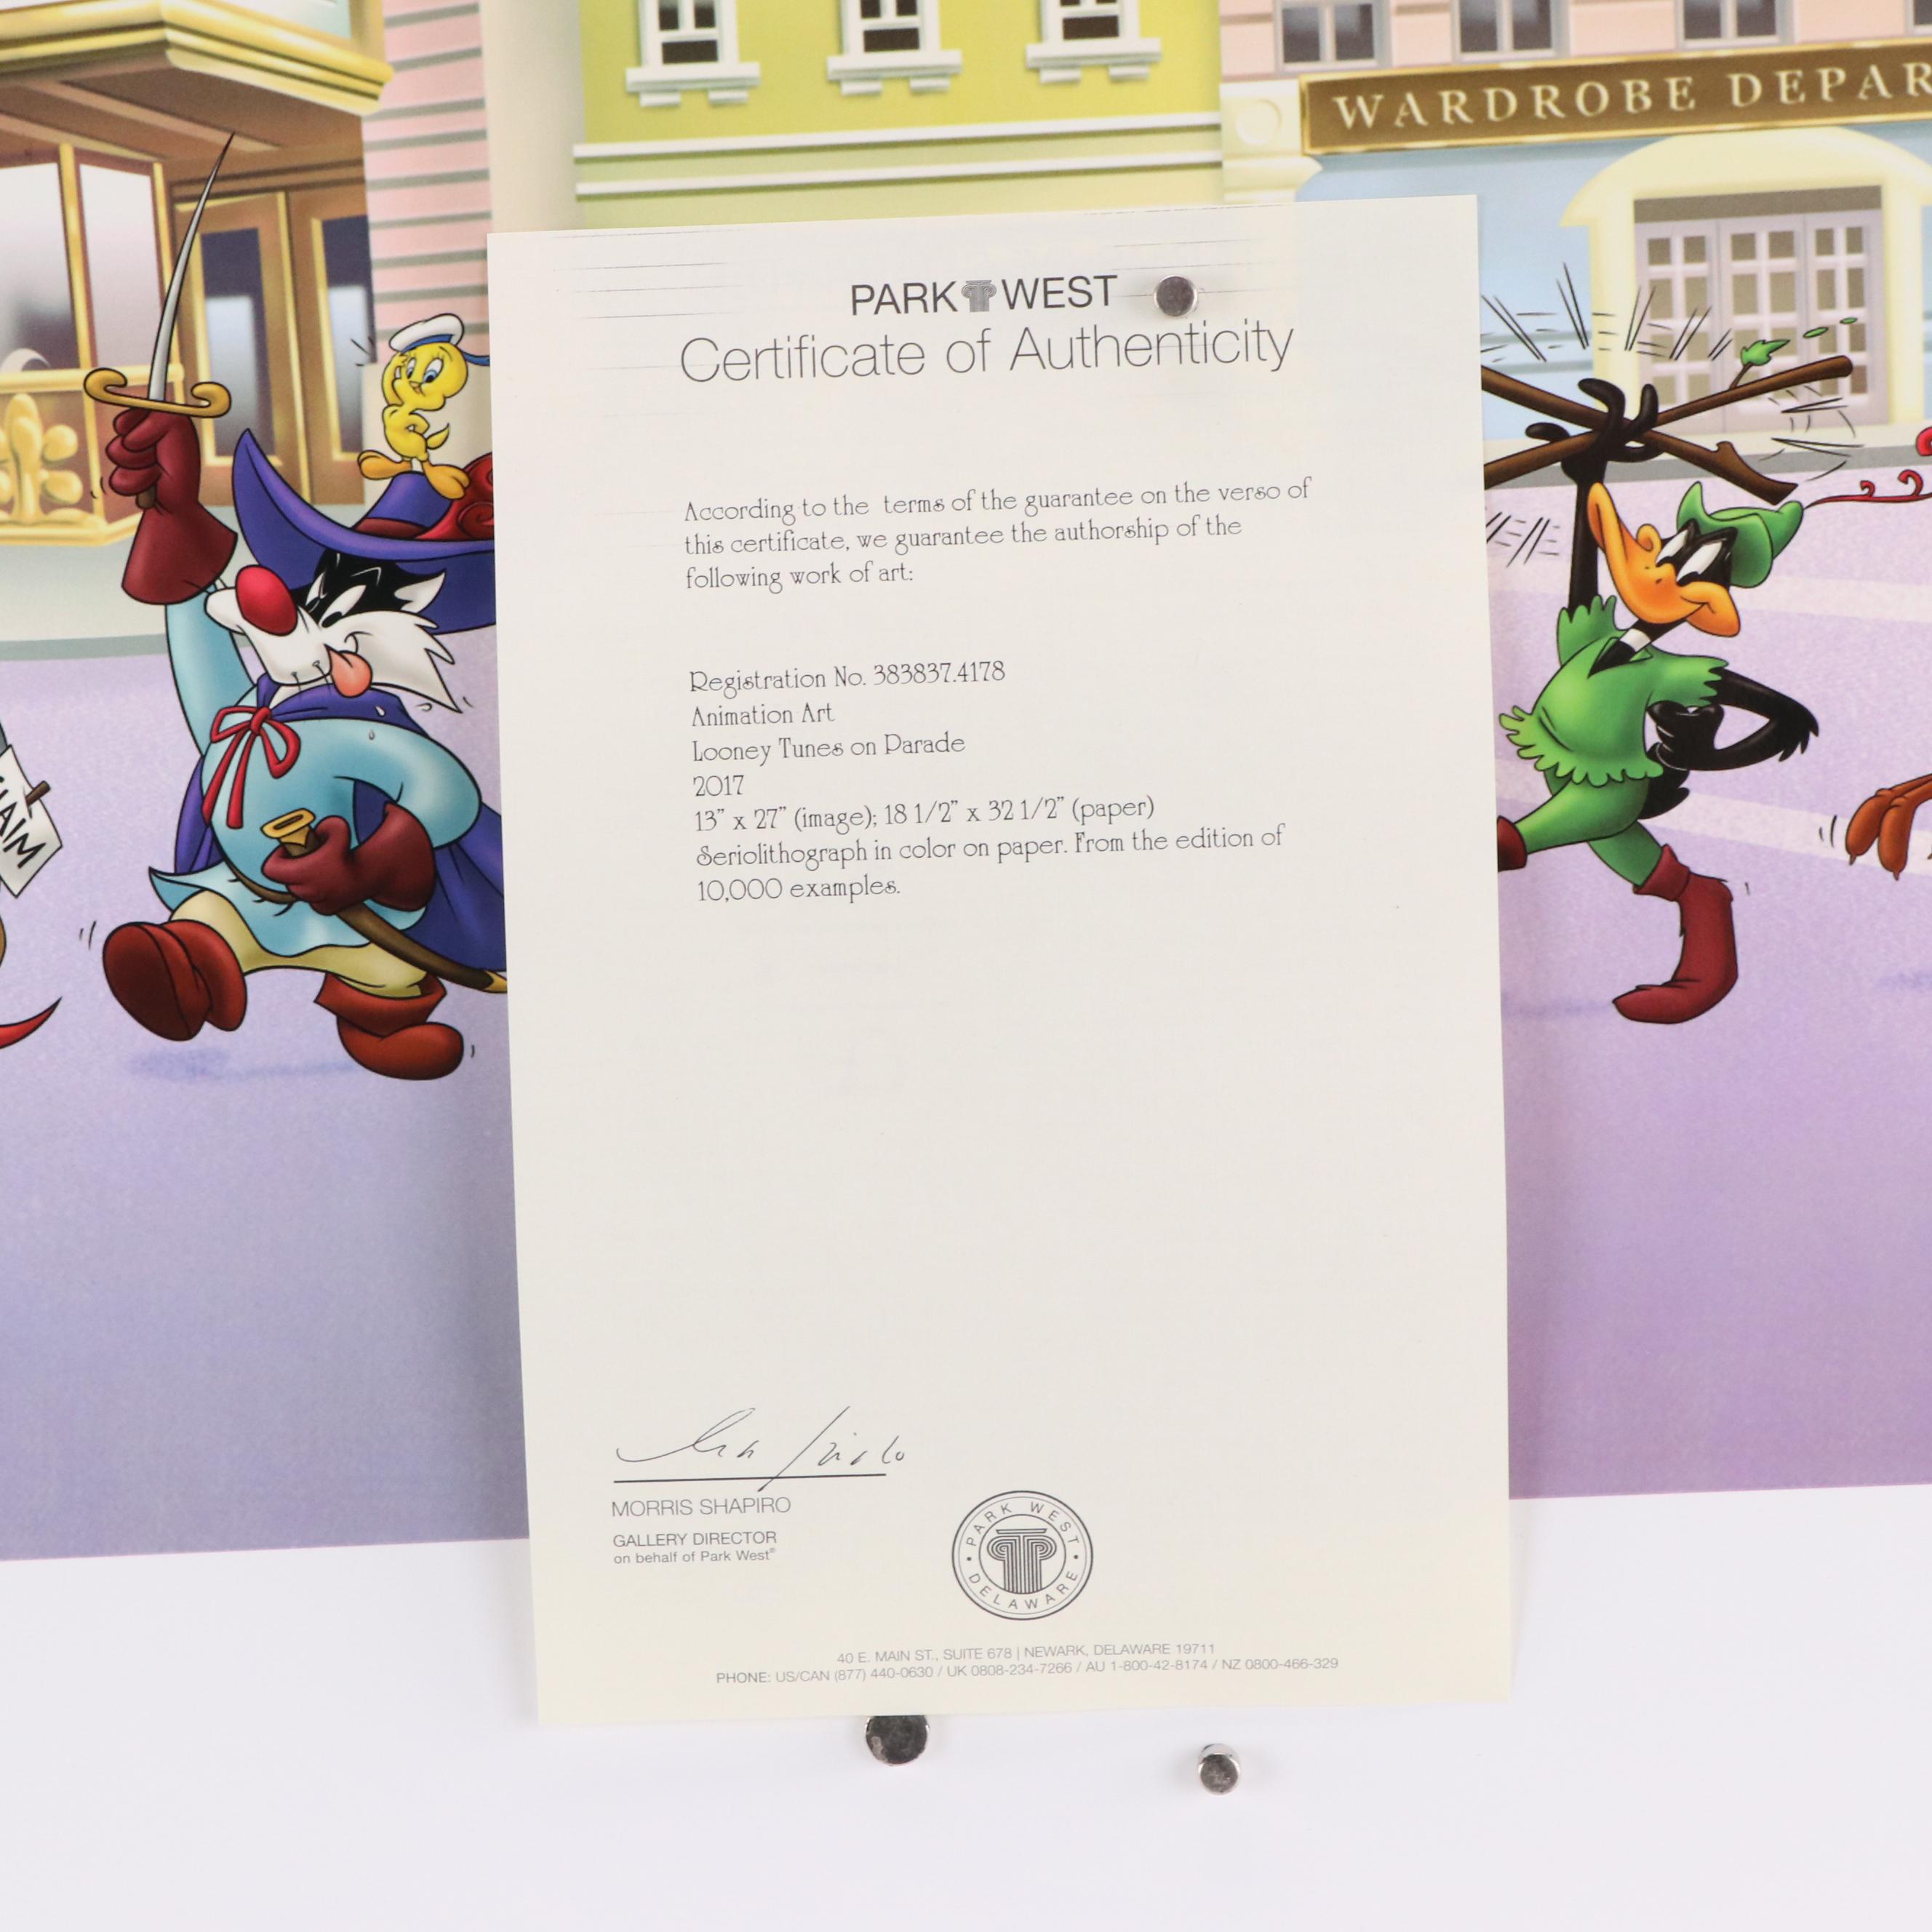 WARDROBE DEPAR
PARK WEST
Certificate of Authenticity
According to the terms of the guarantee on the verso of
this certificate, we guarantee the authorship of the
following work of art:
Registration No. 383837.4178
Animation Art
Looney Tunes on Parade
2017
13” x 27” (image); 18 1/2” x 32 1/2” (paper)
Seriolithograph in color on paper. From the edition of
10,000 examples.
MORRIS SHAPIRO
GALLERY DIRECTOR
on behalf of Park West®
PARK WEST
DELAWARE
40 E. MAIN ST., SUITE 678 | NEWARK, DELAWARE 19711
PHONE: US/CAN (877) 440-0630 / UK 0808-234-7266 / AU 1-800-42-8174 / NZ 0800-466-329